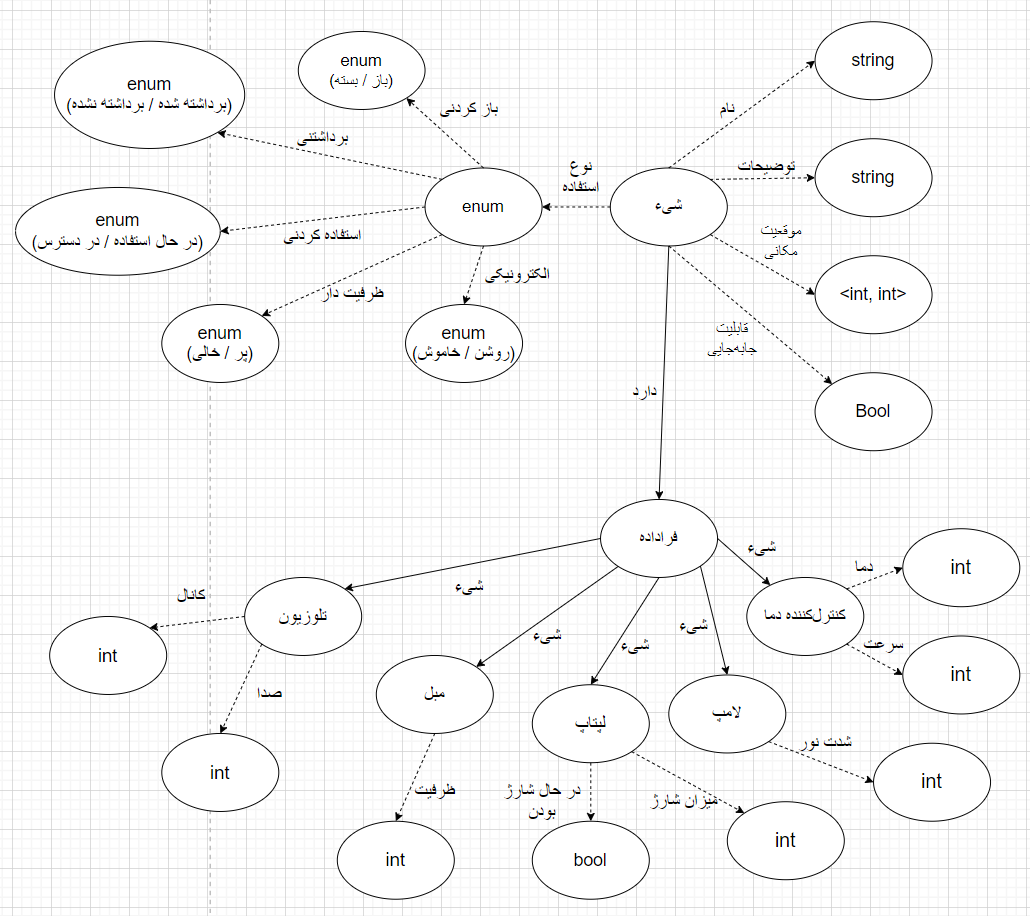 enum
(باز / بسته)
enum
(برداشته شده / برداشته نشده)
string
نام
باز کردنی
برداشتنی
توضیحات
string
نوع
استفاده
enum
شیء
enum
(در حال استفاده / در دسترس)
استفاده کردنی
موقعیت
مکانی
<int, int>
الکترونیکی
ظرفیت دار
enum
(پر / خالی)
enum
(روشن / خاموش)
قابلیت
جابه‌جایی
Bool
دارد
فراداده
شیء
شیء
شیء
شیء
شیء
دما
int
کانال
تلوزیون
کنترل‌کننده دما
سرعت
int
int
صدا
مبل
لپتاپ
لامپ
شدت نور
int
int
ظرفیت
در حال شارژ
بودن
میزان شارژ
int
int
bool